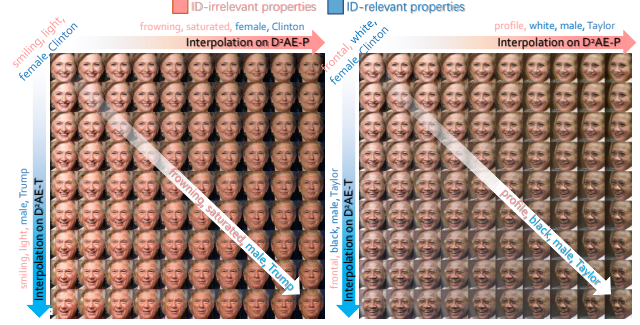 ID-irrelevant properties
ID-relevant properties
smiling, light,
female, Clinton
frowning, saturated, female, Clinton
Interpolation on D²AE-P
smiling, light, male, Trump
Interpolation on D²AE-T
frowning, saturated, male, Trump
frontal, white,
female, Clinton
profile, white, male, Taylor
Interpolation on D²AE-P
frontal, black, male, Taylor
Interpolation on D²AE-T
profile, black, male, Taylor